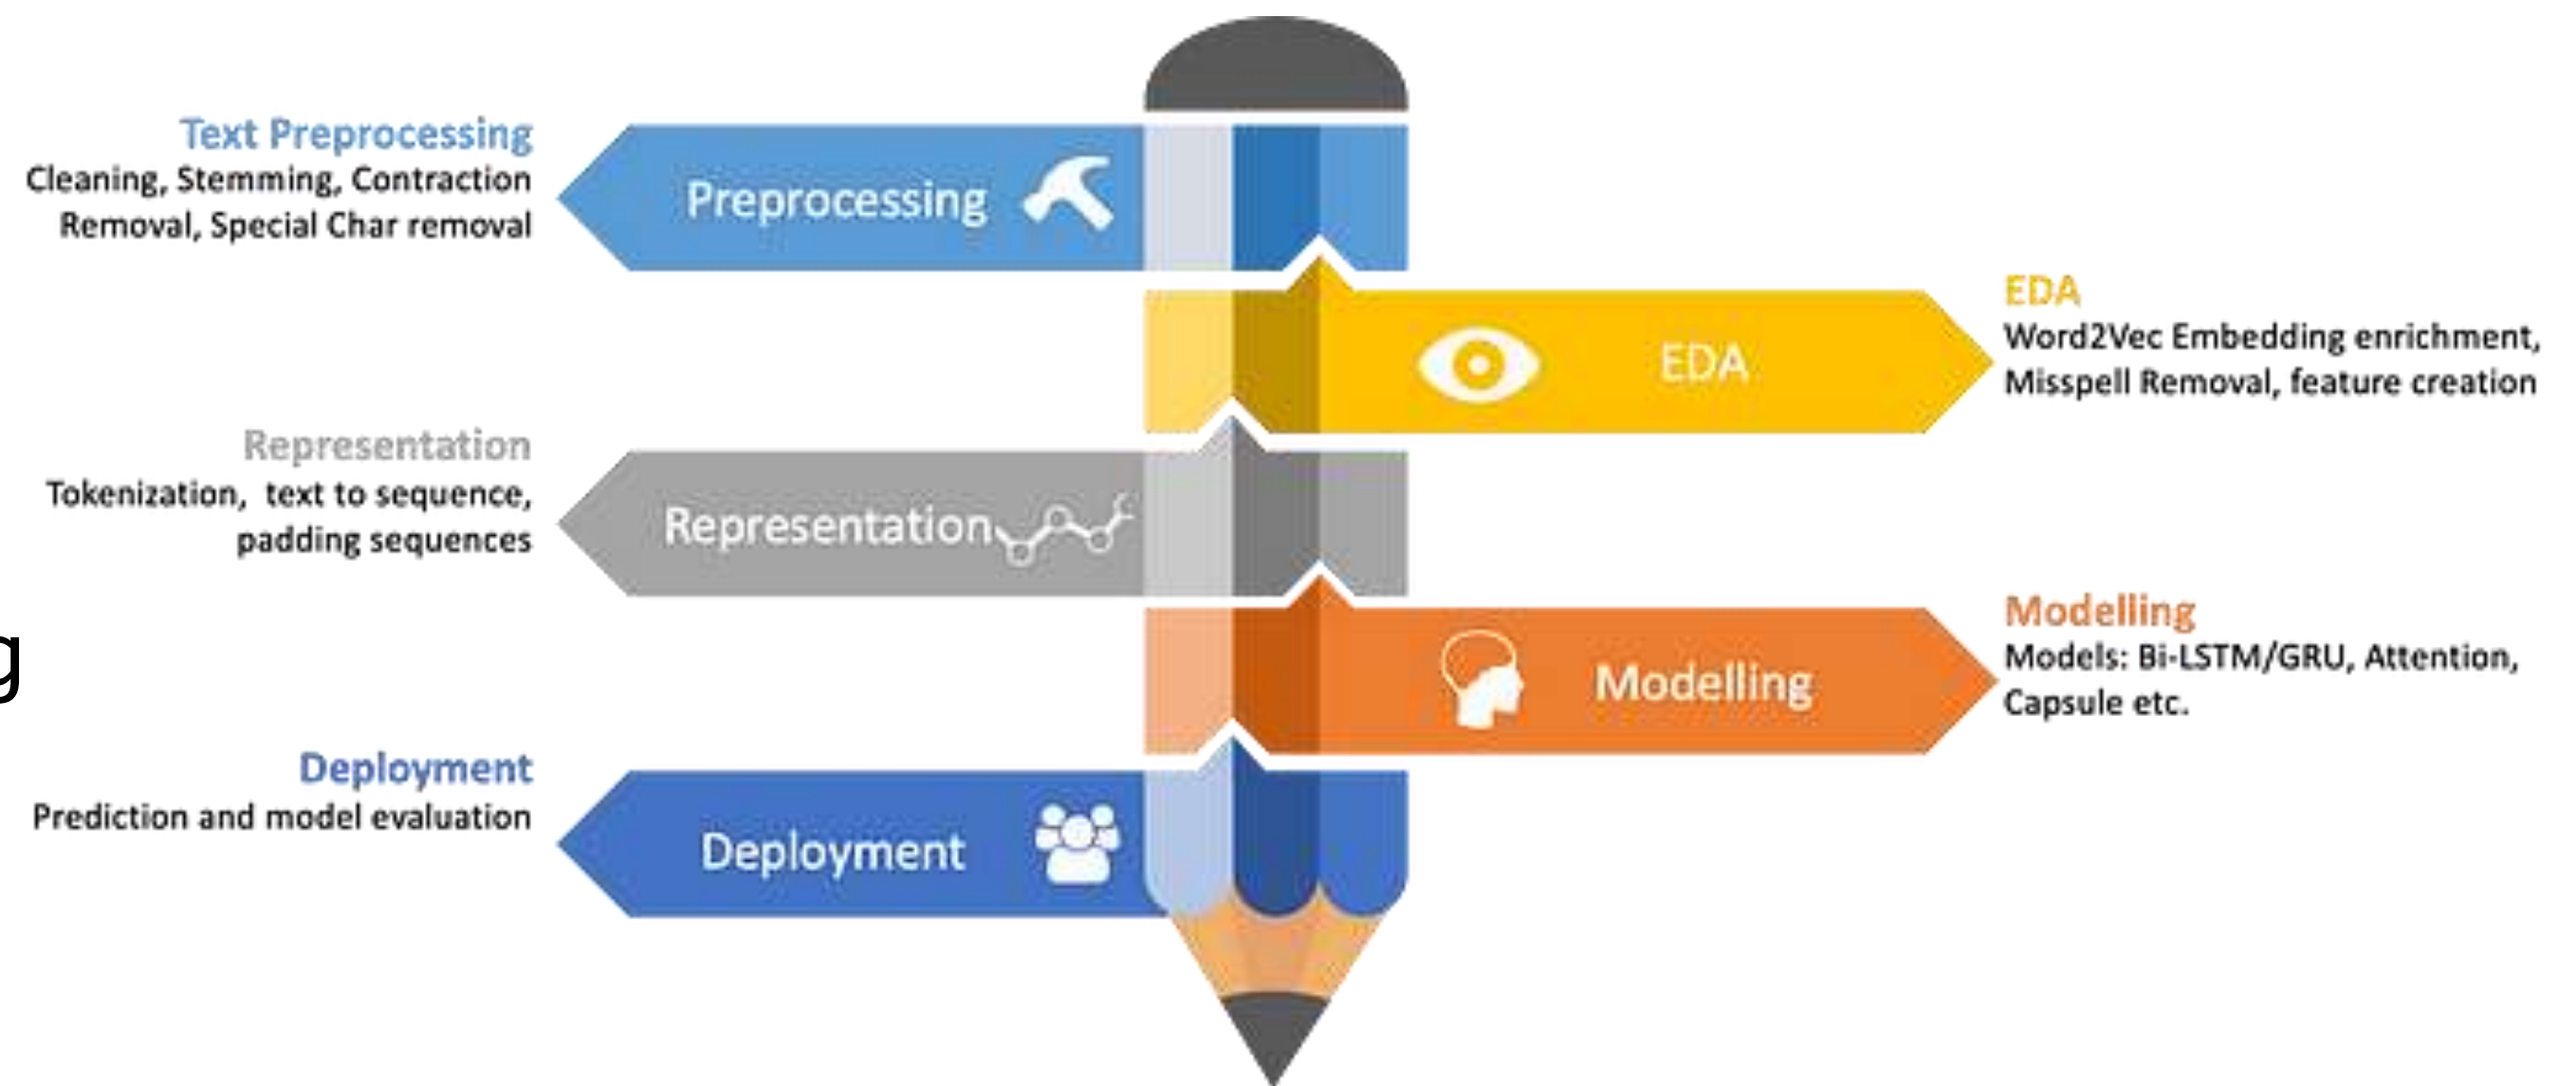 Text Preprocessing
Cleaning, Stemming, Contraction
Removal, Special Char removal
Preprocessing
EDA
EDA
Word2Vec Embedding enrichment,
Misspell Removal, feature creation
Representation
Tokenization, text to sequence,
padding sequences
Representation
g
Modelling
Modelling
Models: Bi-LSTM/GRU, Attention,
Capsule etc.
Deployment
Prediction and model evaluation
Deployment